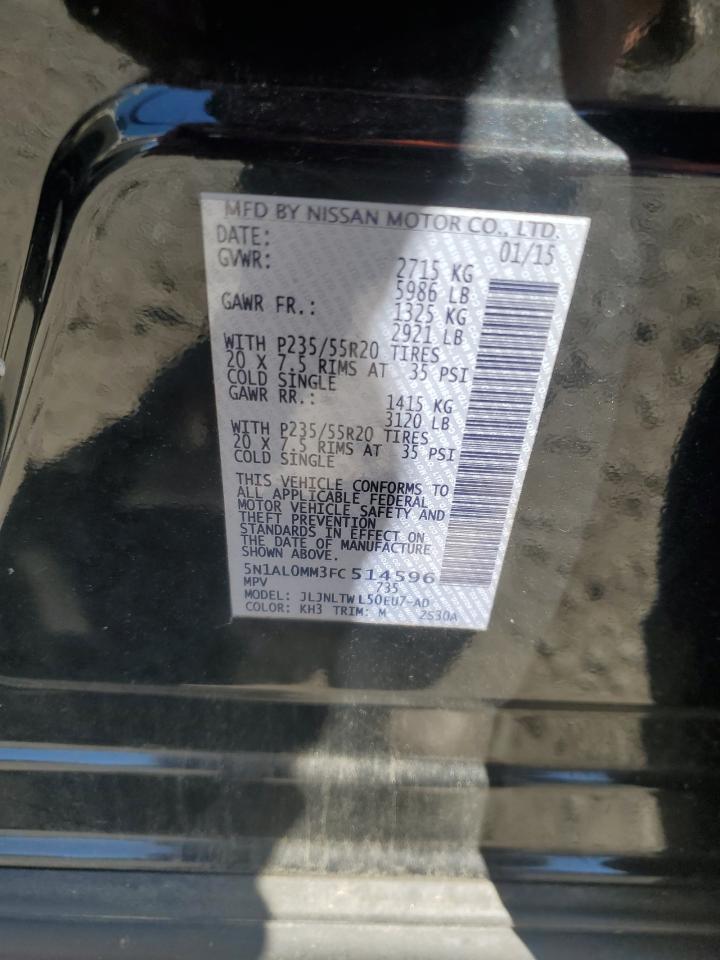 MFD BY NISSAN MOTOR CO., LTD.
DATE: 01/15
GVWR: 2715 KG
5986 LB
GAWR FR.: 1325 KG
2921 LB
WITH P235/55R20 TIRES
20 X 7.5 RIMS AT 35 PSI
COLD SINGLE
GAWR RR.: 1415 KG
3120 LB
WITH P235/55R20 TIRES
20 X 7.5 RIMS AT 35 PSI
COLD SINGLE
THIS VEHICLE CONFORMS TO
ALL APPLICABLE FEDERAL
MOTOR VEHICLE SAFETY AND
THEFT PREVENTION
STANDARDS IN EFFECT ON
THE DATE OF MANUFACTURE
SHOWN ABOVE.
5N1AL0MM3FC514596
MPV 735
MODEL: JLJNLTWL50EU7-AD
COLOR: KH3 TRIM: M 2S30A